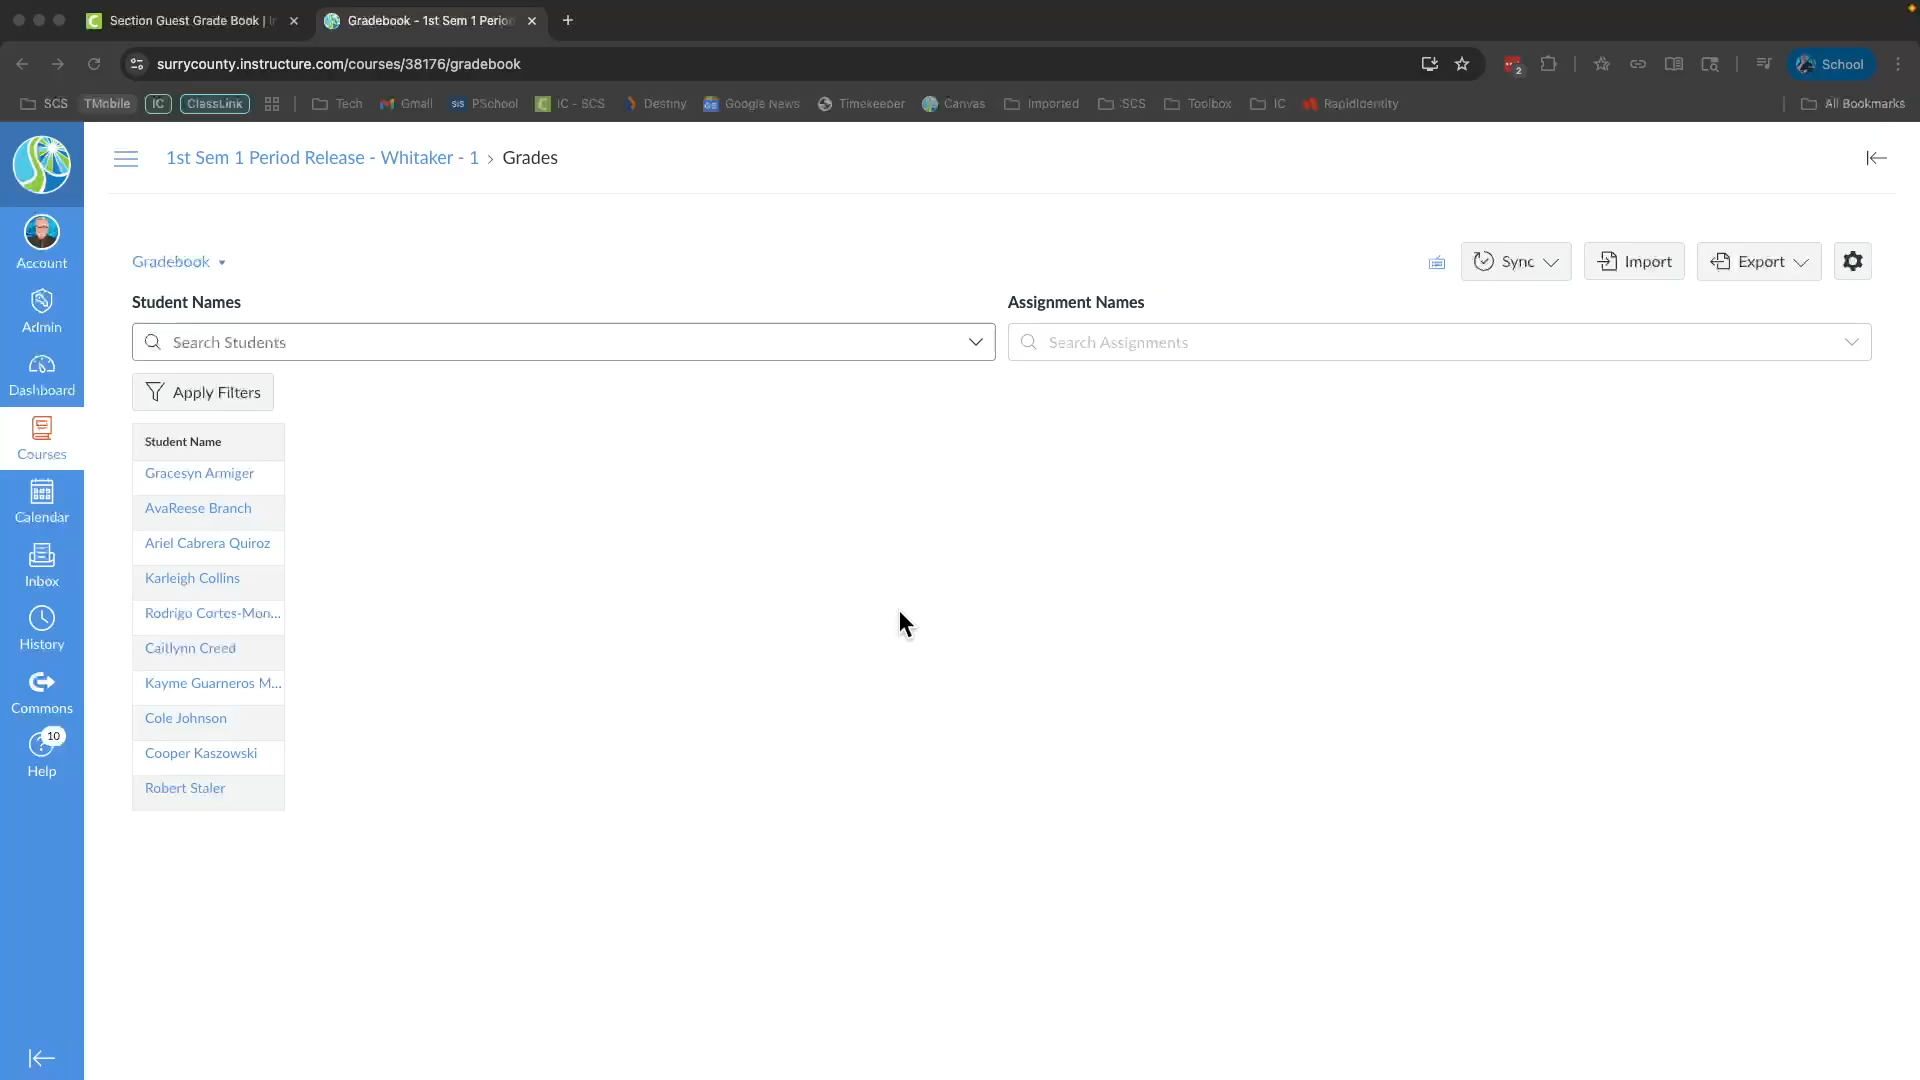 Section Guest Grade Book | In
Gradebook - 1st Sem 1 Perio
surrycounty.instructure.com/courses/38176/gradebook
2
School
SCS
TMobile
IC
ClassLink
Tech
Gmail
SIS PSchool
IC - SCS
Destiny
Google News
Timekeeper
Canvas
Imported
SCS
Toolbox
IC
RapidIdentity
All Bookmarks
1st Sem 1 Period Release - Whitaker - 1 › Grades
Account
Admin
Dashboard
Courses
Calendar
Inbox
History
Commons
10
Help
Gradebook
Sync
Import
Export
Student Names
Assignment Names
Search Students
Search Assignments
Apply Filters
Student Name
Gracesyn Armiger
AvaReese Branch
Ariel Cabrera Quiroz
Karleigh Collins
Rodrigo Cortes-Mon...
Caitlynn Creed
Kayme Guarneros M...
Cole Johnson
Cooper Kaszowski
Robert Staler